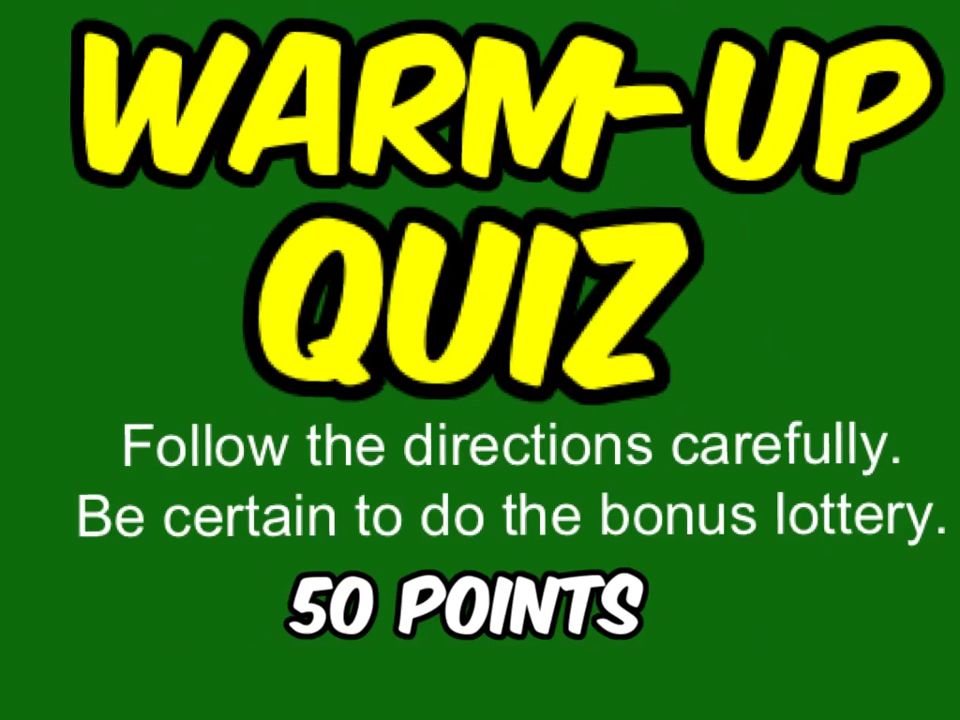 WARM-UP
QUIZ
Follow the directions carefully.
Be certain to do the bonus lottery.
50 POINTS